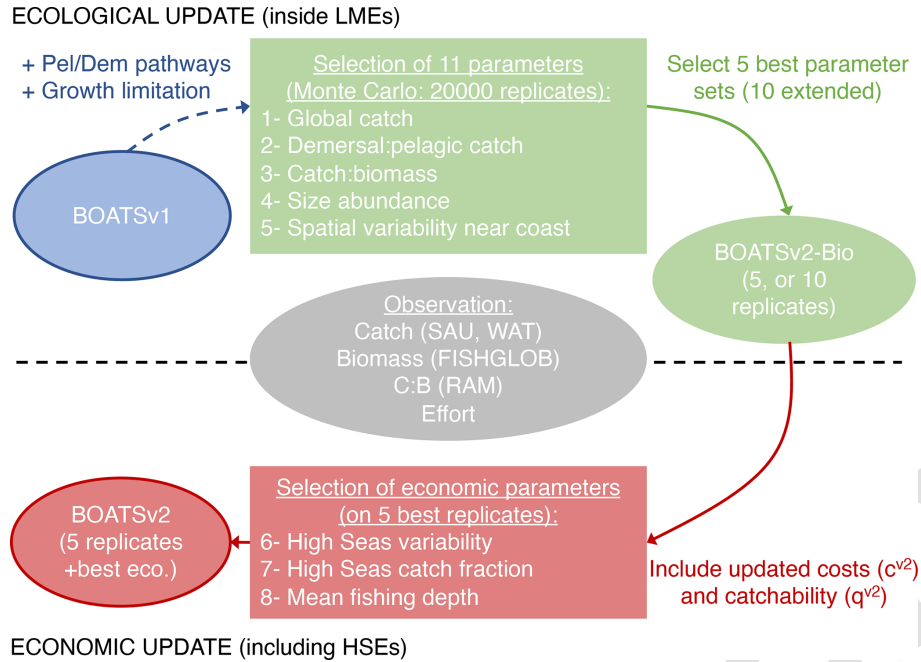 ECOLOGICAL UPDATE (inside LMEs)
+ Pel/Dem pathways
+ Growth limitation
BOATSv1
Selection of 11 parameters
(Monte Carlo: 20000 replicates):
1- Global catch
2- Demersal:pelagic catch
3- Catch:biomass
4- Size abundance
5- Spatial variability near coast
Select 5 best parameter
sets (10 extended)
BOATSv2-Bio
(5, or 10
replicates)
Observation:
Catch (SAU, WAT)
Biomass (FISHGLOB)
C:B (RAM)
Effort
Include updated costs (c^v2)
and catchability (q^v2)
Selection of economic parameters
(on 5 best replicates):
6- High Seas variability
7- High Seas catch fraction
8- Mean fishing depth
BOATSv2
(5 replicates
+best eco.)
ECONOMIC UPDATE (including HSEs)